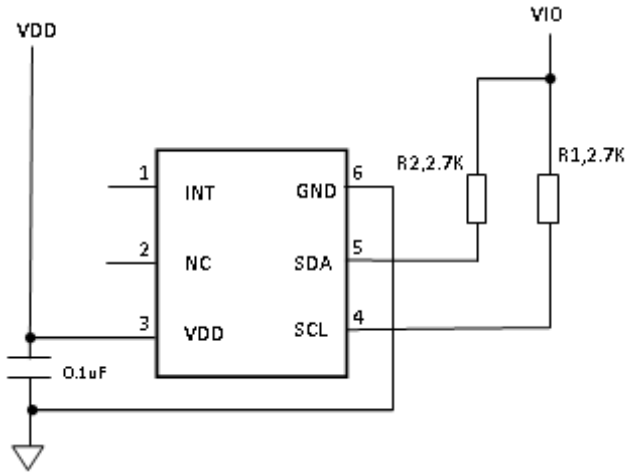 VDD
VIO
R2,2.7K
R1,2.7K
1
INT
GND
6
2
NC
SDA
5
3
VDD
SCL
4
0.1uF